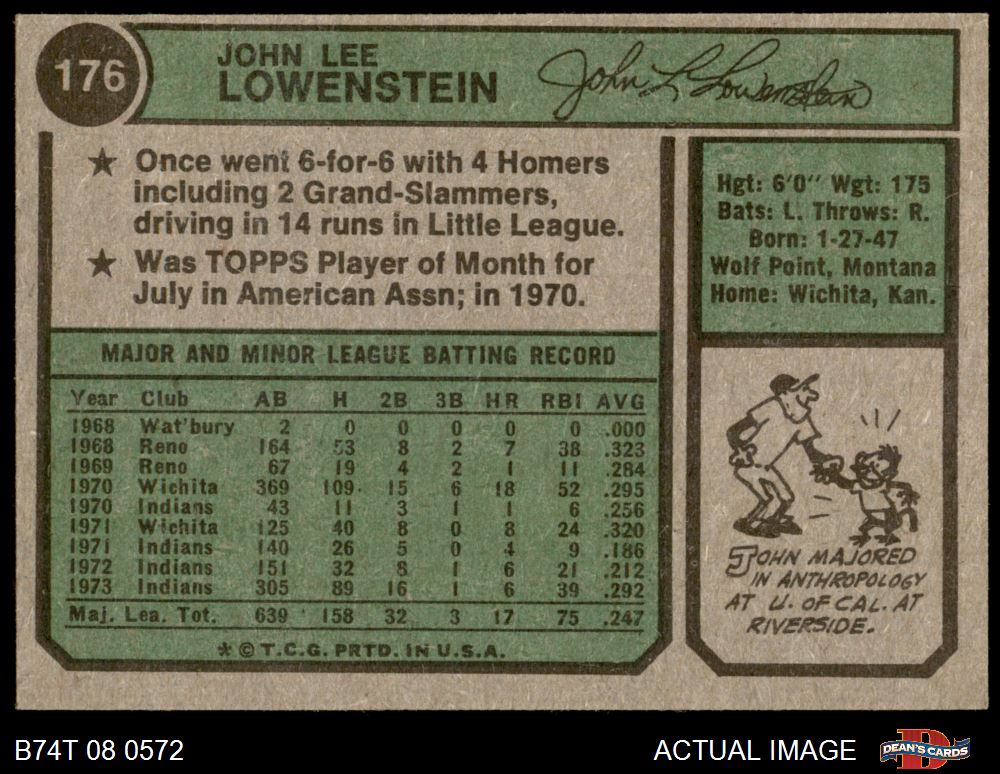 176
JOHN LEE
LOWENSTEIN
John L Lowenstein
★ Once went 6-for-6 with 4 Homers
including 2 Grand-Slammers,
driving in 14 runs in Little League.
★ Was TOPPS Player of Month for
July in American Assn; in 1970.
Hgt: 6'0" Wgt: 175
Bats: L. Throws: R.
Born: 1-27-47
Wolf Point, Montana
Home: Wichita, Kan.
MAJOR AND MINOR LEAGUE BATTING RECORD
Year Club AB H 2B 3B HR RBI AVG
1968 Wat'bury 2 0 0 0 0 0 .000
1968 Reno 164 53 8 2 7 38 .323
1969 Reno 67 19 4 2 1 11 .284
1970 Wichita 369 109 15 6 18 52 .295
1970 Indians 43 11 3 1 1 6 .256
1971 Wichita 125 40 8 0 8 24 .320
1971 Indians 140 26 5 0 4 9 .186
1972 Indians 151 32 8 1 6 21 .212
1973 Indians 305 89 16 1 6 39 .292
Maj. Lea. Tot. 639 158 32 3 17 75 .247
* © T.C.G. PRTD. IN U.S.A.
JOHN MAJORED
IN ANTHROPOLOGY
AT U. OF CAL. AT
RIVERSIDE.
B74T 08 0572
ACTUAL IMAGE
DEAN'S CARDS